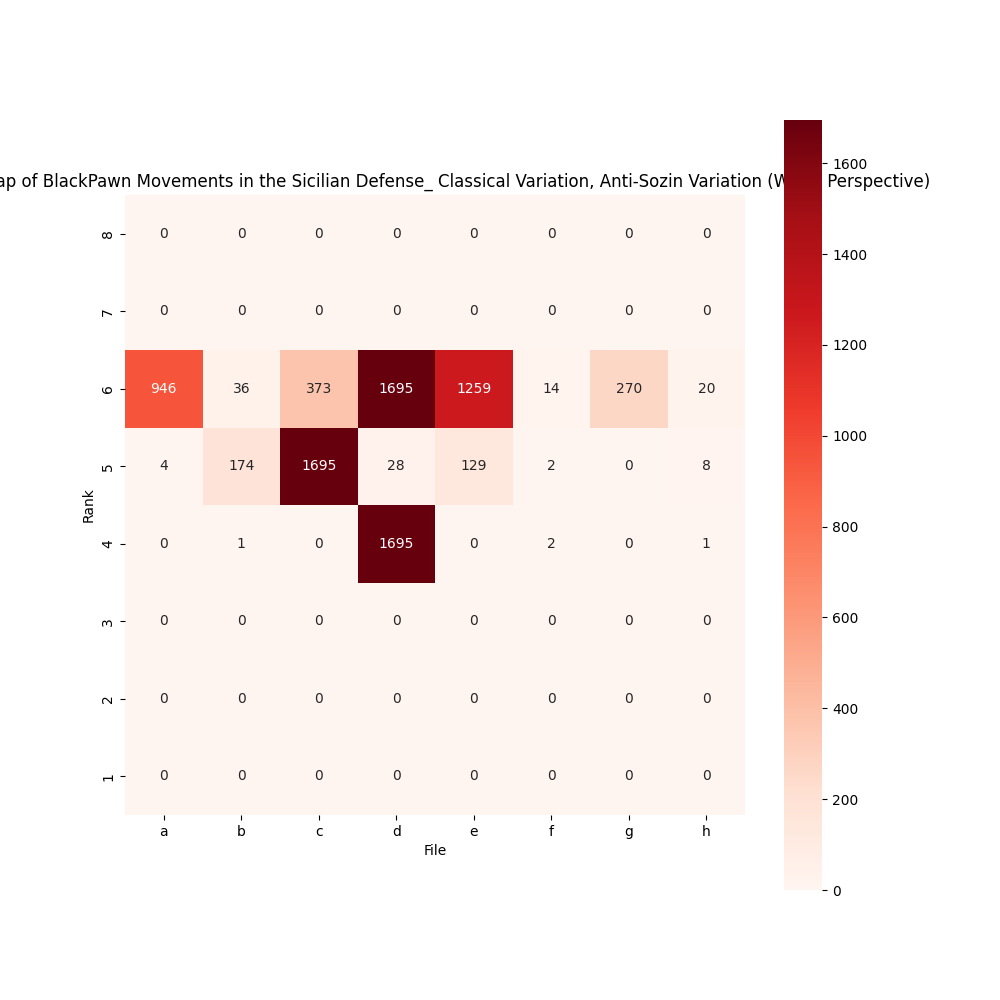 ap of BlackPawn Movements in the Sicilian Defense_ Classical Variation, Anti-Sozin Variation (W Perspective)
1600
1400
1200
1000
800
600
400
200
0
Rank
8 0 0 0 0 0 0 0 0
7 0 0 0 0 0 0 0 0
6 946 36 373 1695 1259 14 270 20
5 4 174 1695 28 129 2 0 8
4 0 1 0 1695 0 2 0 1
3 0 0 0 0 0 0 0 0
2 0 0 0 0 0 0 0 0
1 0 0 0 0 0 0 0 0
a b c d e f g h
File